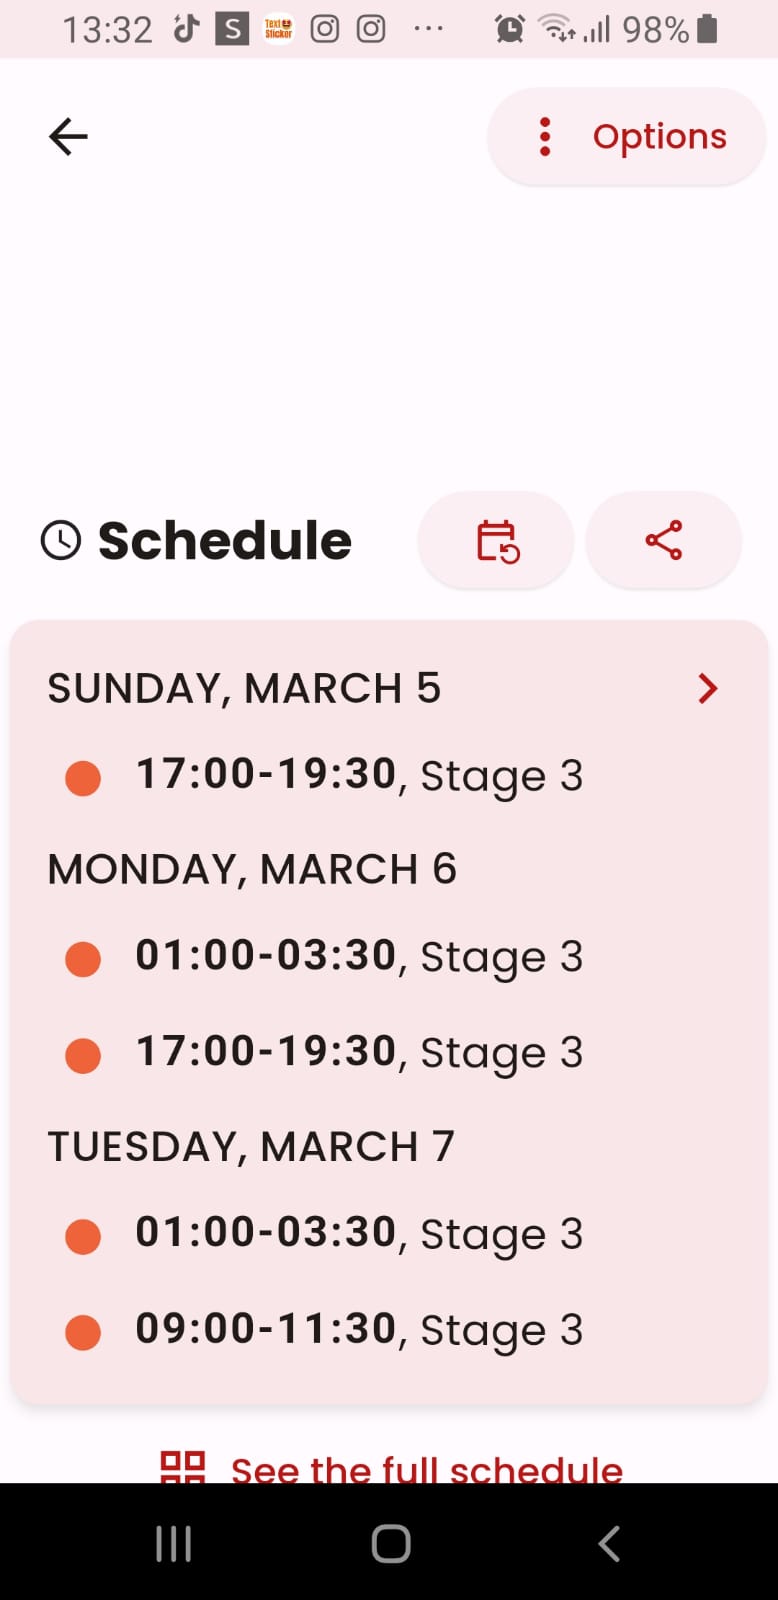 13:32 S Text Sticker ... 98%
Options
Schedule
SUNDAY, MARCH 5
17:00-19:30, Stage 3
MONDAY, MARCH 6
01:00-03:30, Stage 3
17:00-19:30, Stage 3
TUESDAY, MARCH 7
01:00-03:30, Stage 3
09:00-11:30, Stage 3
See the full schedule